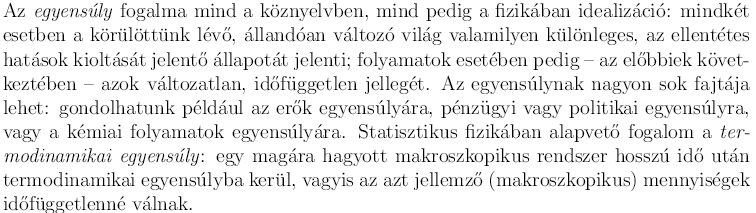 Az egyensúly fogalma mind a köznyelvben, mind pedig a fizikában idealizáció: mindkét
esetben a körülöttünk lévő, állandóan változó világ valamilyen különleges, az ellentétes
hatások kioltását jelentő állapotát jelenti; folyamatok esetében pedig – az előbbiek követ-
keztében – azok változatlan, időfüggetlen jellegét. Az egyensúlynak nagyon sok fajtája
lehet: gondolhatunk például az erők egyensúlyára, pénzügyi vagy politikai egyensúlyra,
vagy a kémiai folyamatok egyensúlyára. Statisztikus fizikában alapvető fogalom a ter-
modinamikai egyensúly: egy magára hagyott makroszkopikus rendszer hosszú idő után
termodinamikai egyensúlyba kerül, vagyis az azt jellemző (makroszkopikus) mennyiségek
időfüggetlenné válnak.